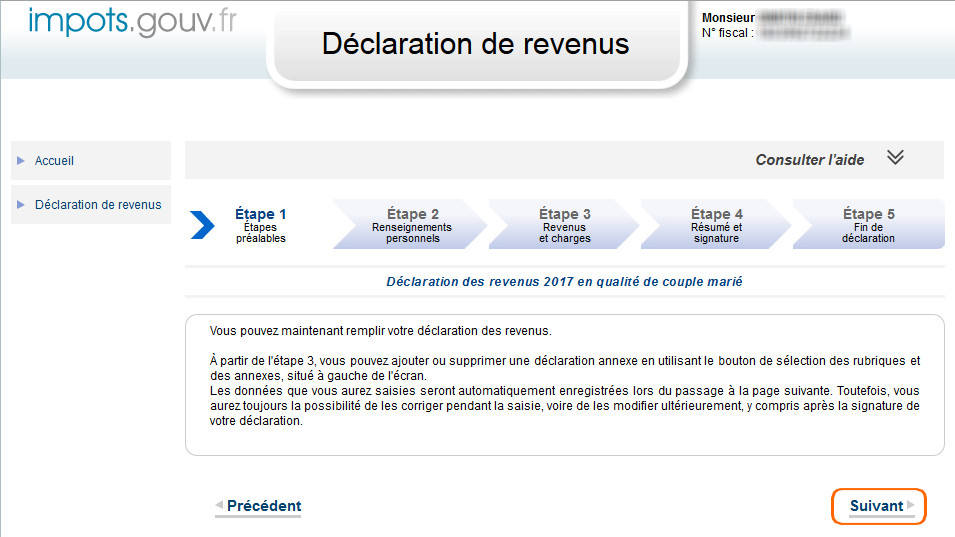 impots.gouv.fr
Déclaration de revenus
Monsieur
N° fiscal :
Accueil
Déclaration de revenus
Consulter l'aide
Étape 1
Étapes
préalables
Étape 2
Renseignements
personnels
Étape 3
Revenus
et charges
Étape 4
Résumé et
signature
Étape 5
Fin de
déclaration
Déclaration des revenus 2017 en qualité de couple marié
Vous pouvez maintenant remplir votre déclaration des revenus.
À partir de l'étape 3, vous pouvez ajouter ou supprimer une déclaration annexe en utilisant le bouton de sélection des rubriques et
des annexes, situé à gauche de l'écran.
Les données que vous aurez saisies seront automatiquement enregistrées lors du passage à la page suivante. Toutefois, vous
aurez toujours la possibilité de les corriger pendant la saisie, voire de les modifier ultérieurement, y compris après la signature de
votre déclaration.
Précédent
Suivant